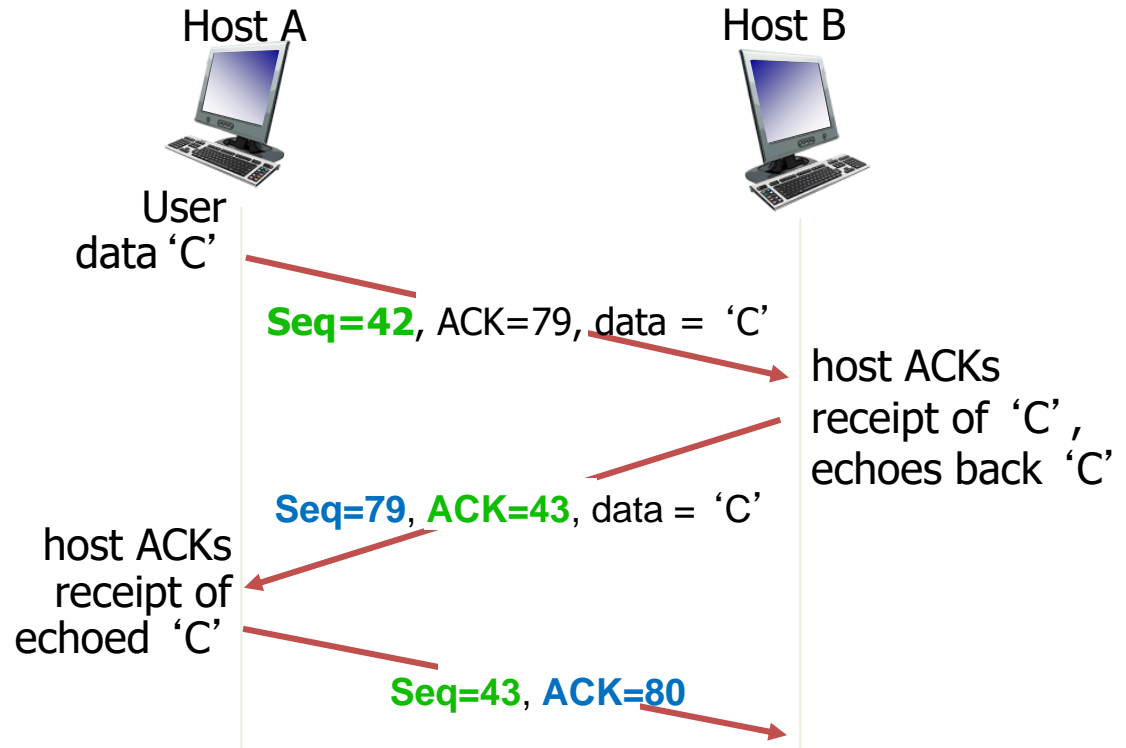 Host A
Host B
User
data ‘C’
Seq=42, ACK=79, data = ‘C’
host ACKs
receipt of ‘C’,
echoes back ‘C’
Seq=79, ACK=43, data = ‘C’
host ACKs
receipt of
echoed ‘C’
Seq=43, ACK=80